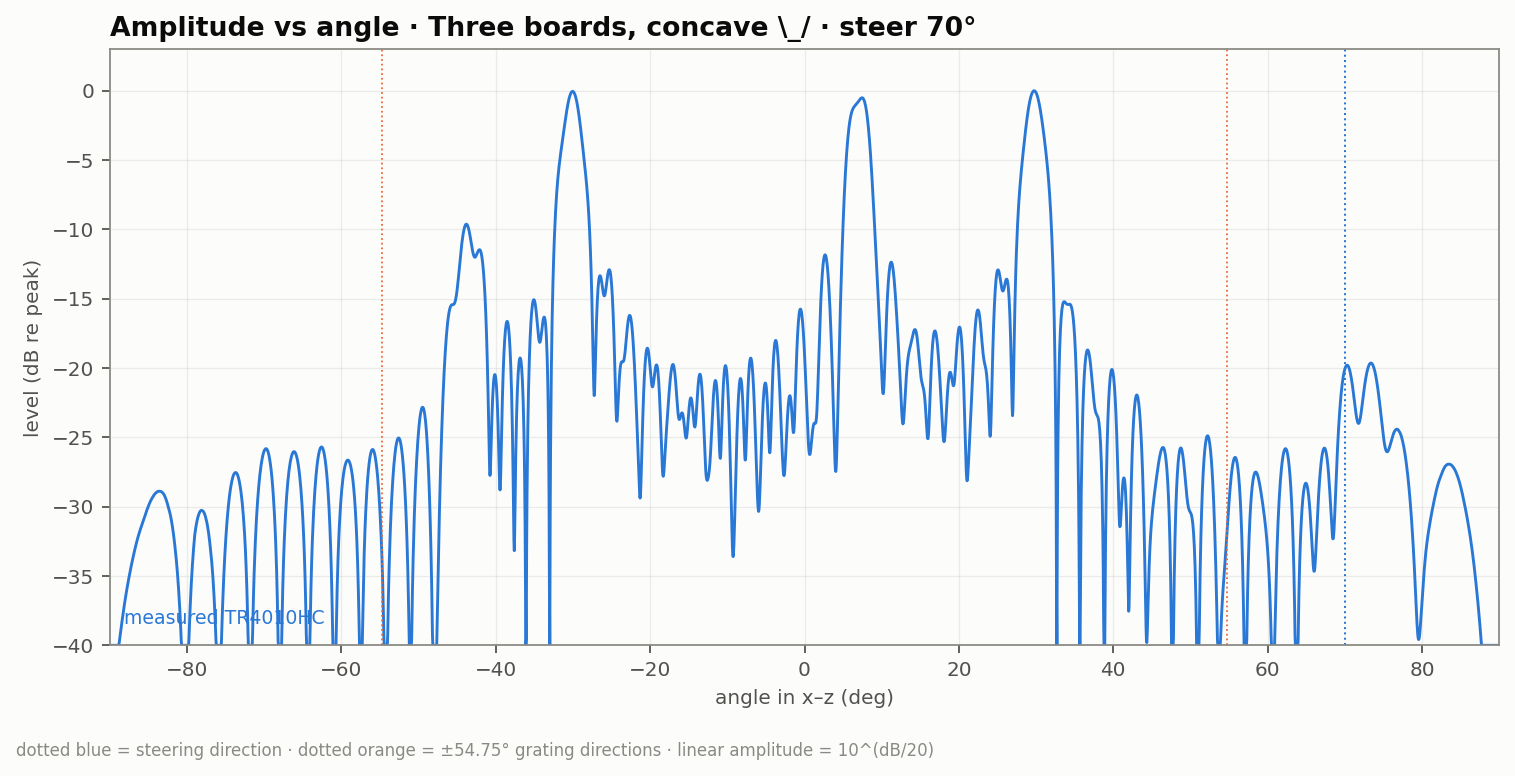 Amplitude vs angle · Three boards, concave \_/ · steer 70°
level (dB re peak)
0
−5
−10
−15
−20
−25
−30
−35
−40
measured TR4010HC
−80 −60 −40 −20 0 20 40 60 80
angle in x–z (deg)
dotted blue = steering direction · dotted orange = ±54.75° grating directions · linear amplitude = 10^(dB/20)